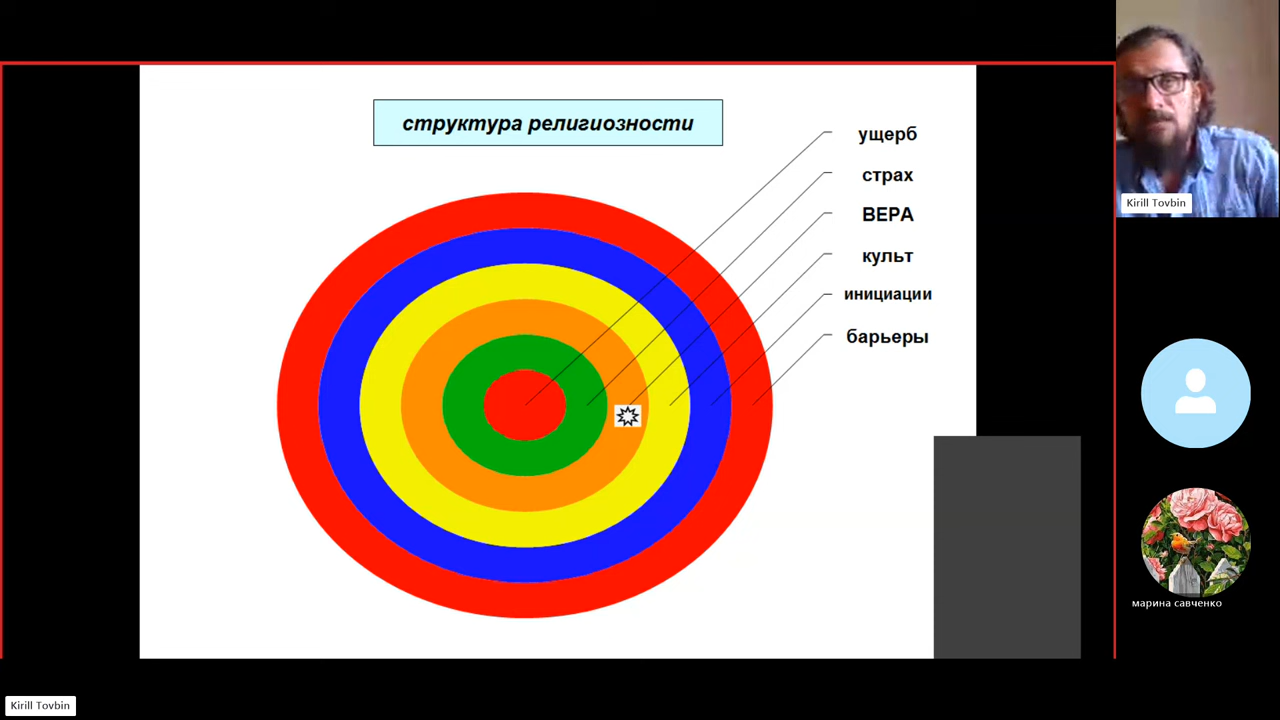 структура религиозности
ущерб
страх
ВЕРА
культ
инициации
барьеры
Kirill Tovbin
марина савченко
Kirill Tovbin